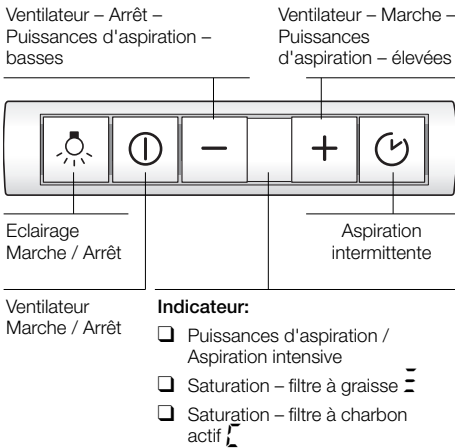 Ventilateur – Arrêt –
Puissances d'aspiration –
basses
Ventilateur – Marche –
Puissances
d'aspiration – élevées
Eclairage
Marche / Arrêt
Aspiration
intermittente
Ventilateur
Marche / Arrêt
Indicateur:
❑ Puissances d'aspiration /
Aspiration intensive
❑ Saturation – filtre à graisse
❑ Saturation – filtre à charbon
actif